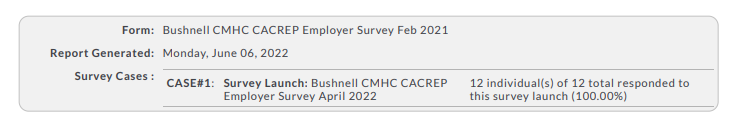 Form: Bushnell CMHC CACREP Employer Survey Feb 2021
Report Generated: Monday, June 06, 2022
Survey Cases : CASE#1: Survey Launch: Bushnell CMHC CACREP 12 individual(s) of 12 total responded to
Employer Survey April 2022 this survey launch (100.00%)